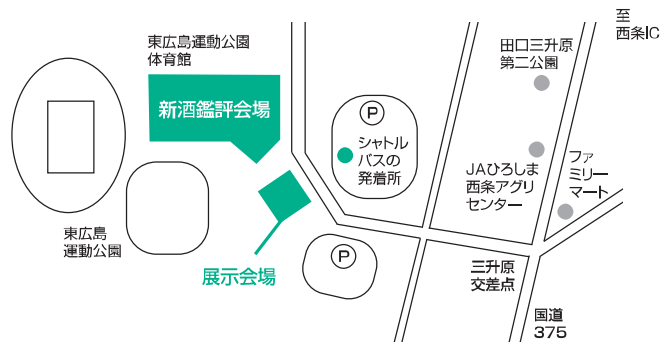 至
西条IC
東広島運動公園
体育館
田口三升原
第二公園
新酒鑑評会場
P
シャトル
バスの
発着所
JAひろしま
西条アグリ
センター
ファ
ミリー
マート
東広島
運動公園
P
展示会場
三升原
交差点
国道
375